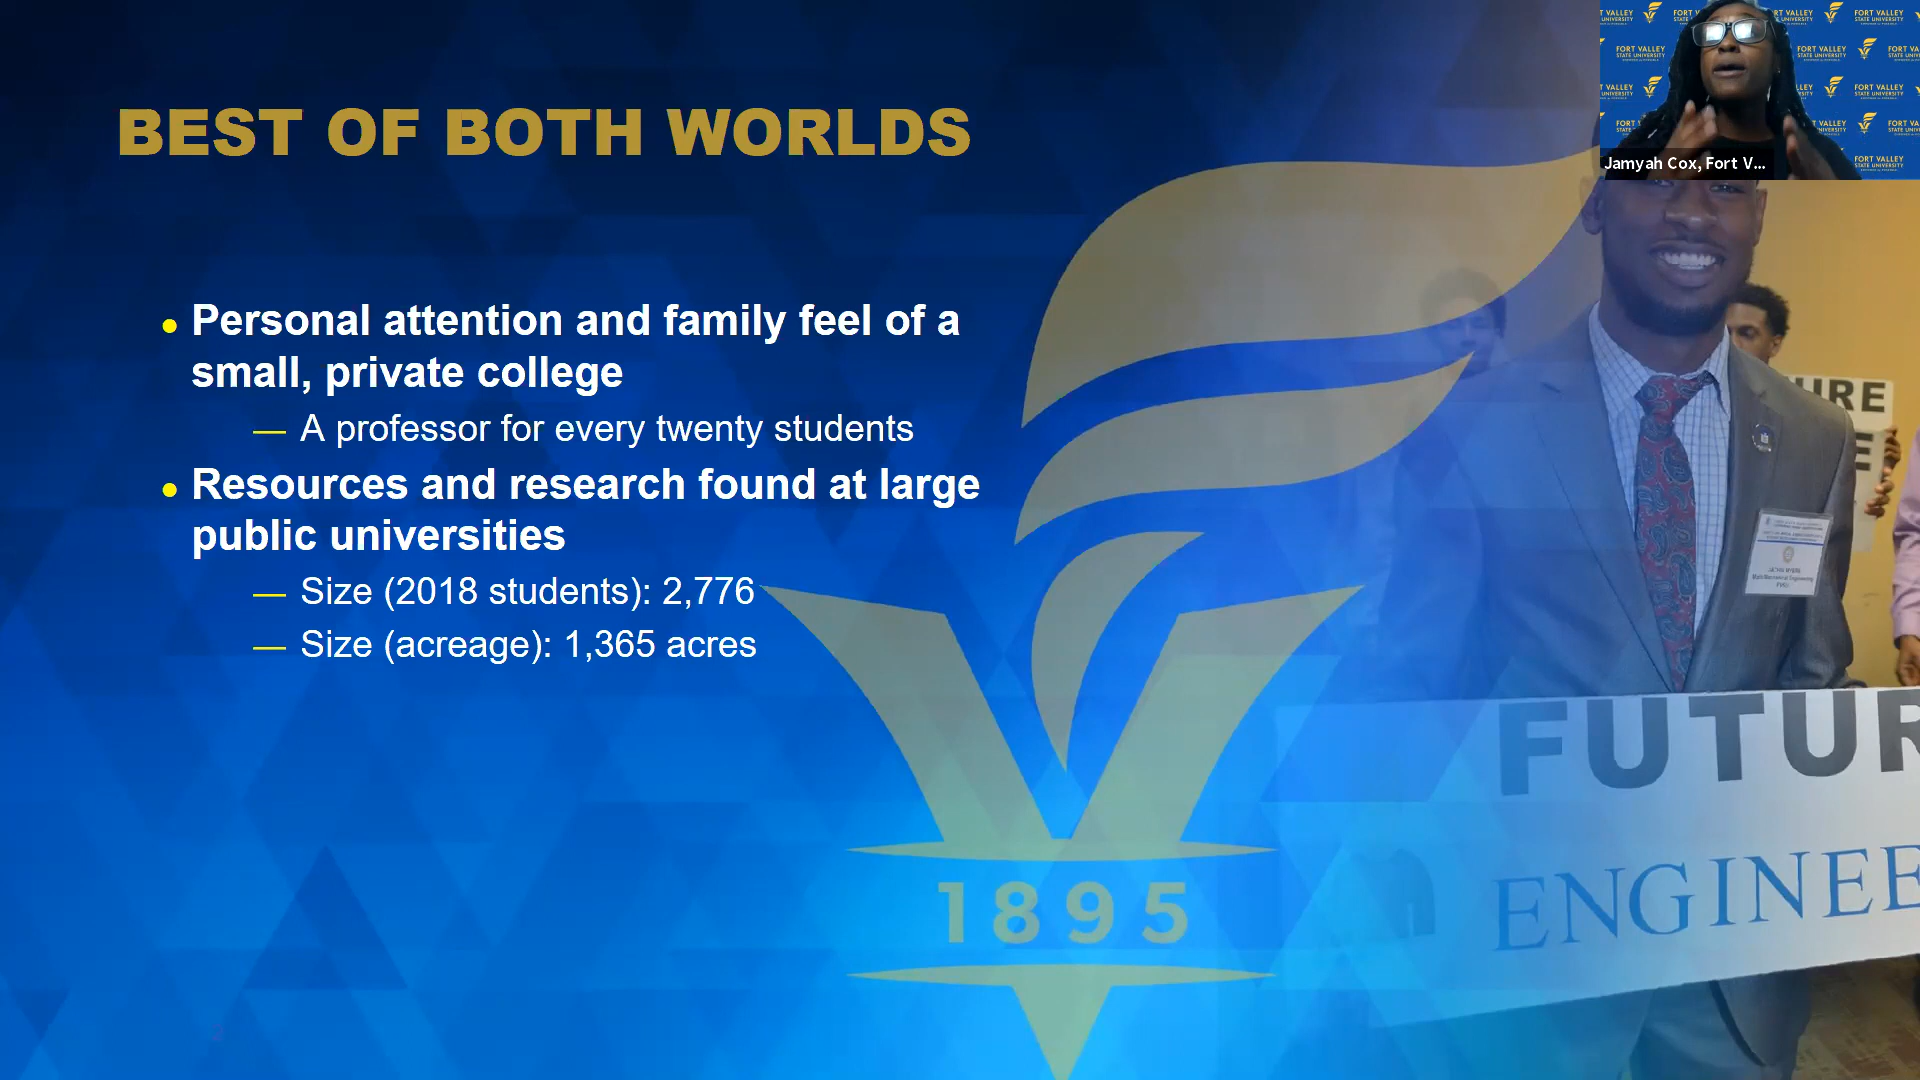 BEST OF BOTH WORLDS
Personal attention and family feel of a
small, private college
— A professor for every twenty students
Resources and research found at large
public universities
— Size (2018 students): 2,776
— Size (acreage): 1,365 acres
1895
Jamyah Cox, Fort V...
FORT VALLEY
STATE UNIVERSITY
URE
E
FUTUR
ENGINEE